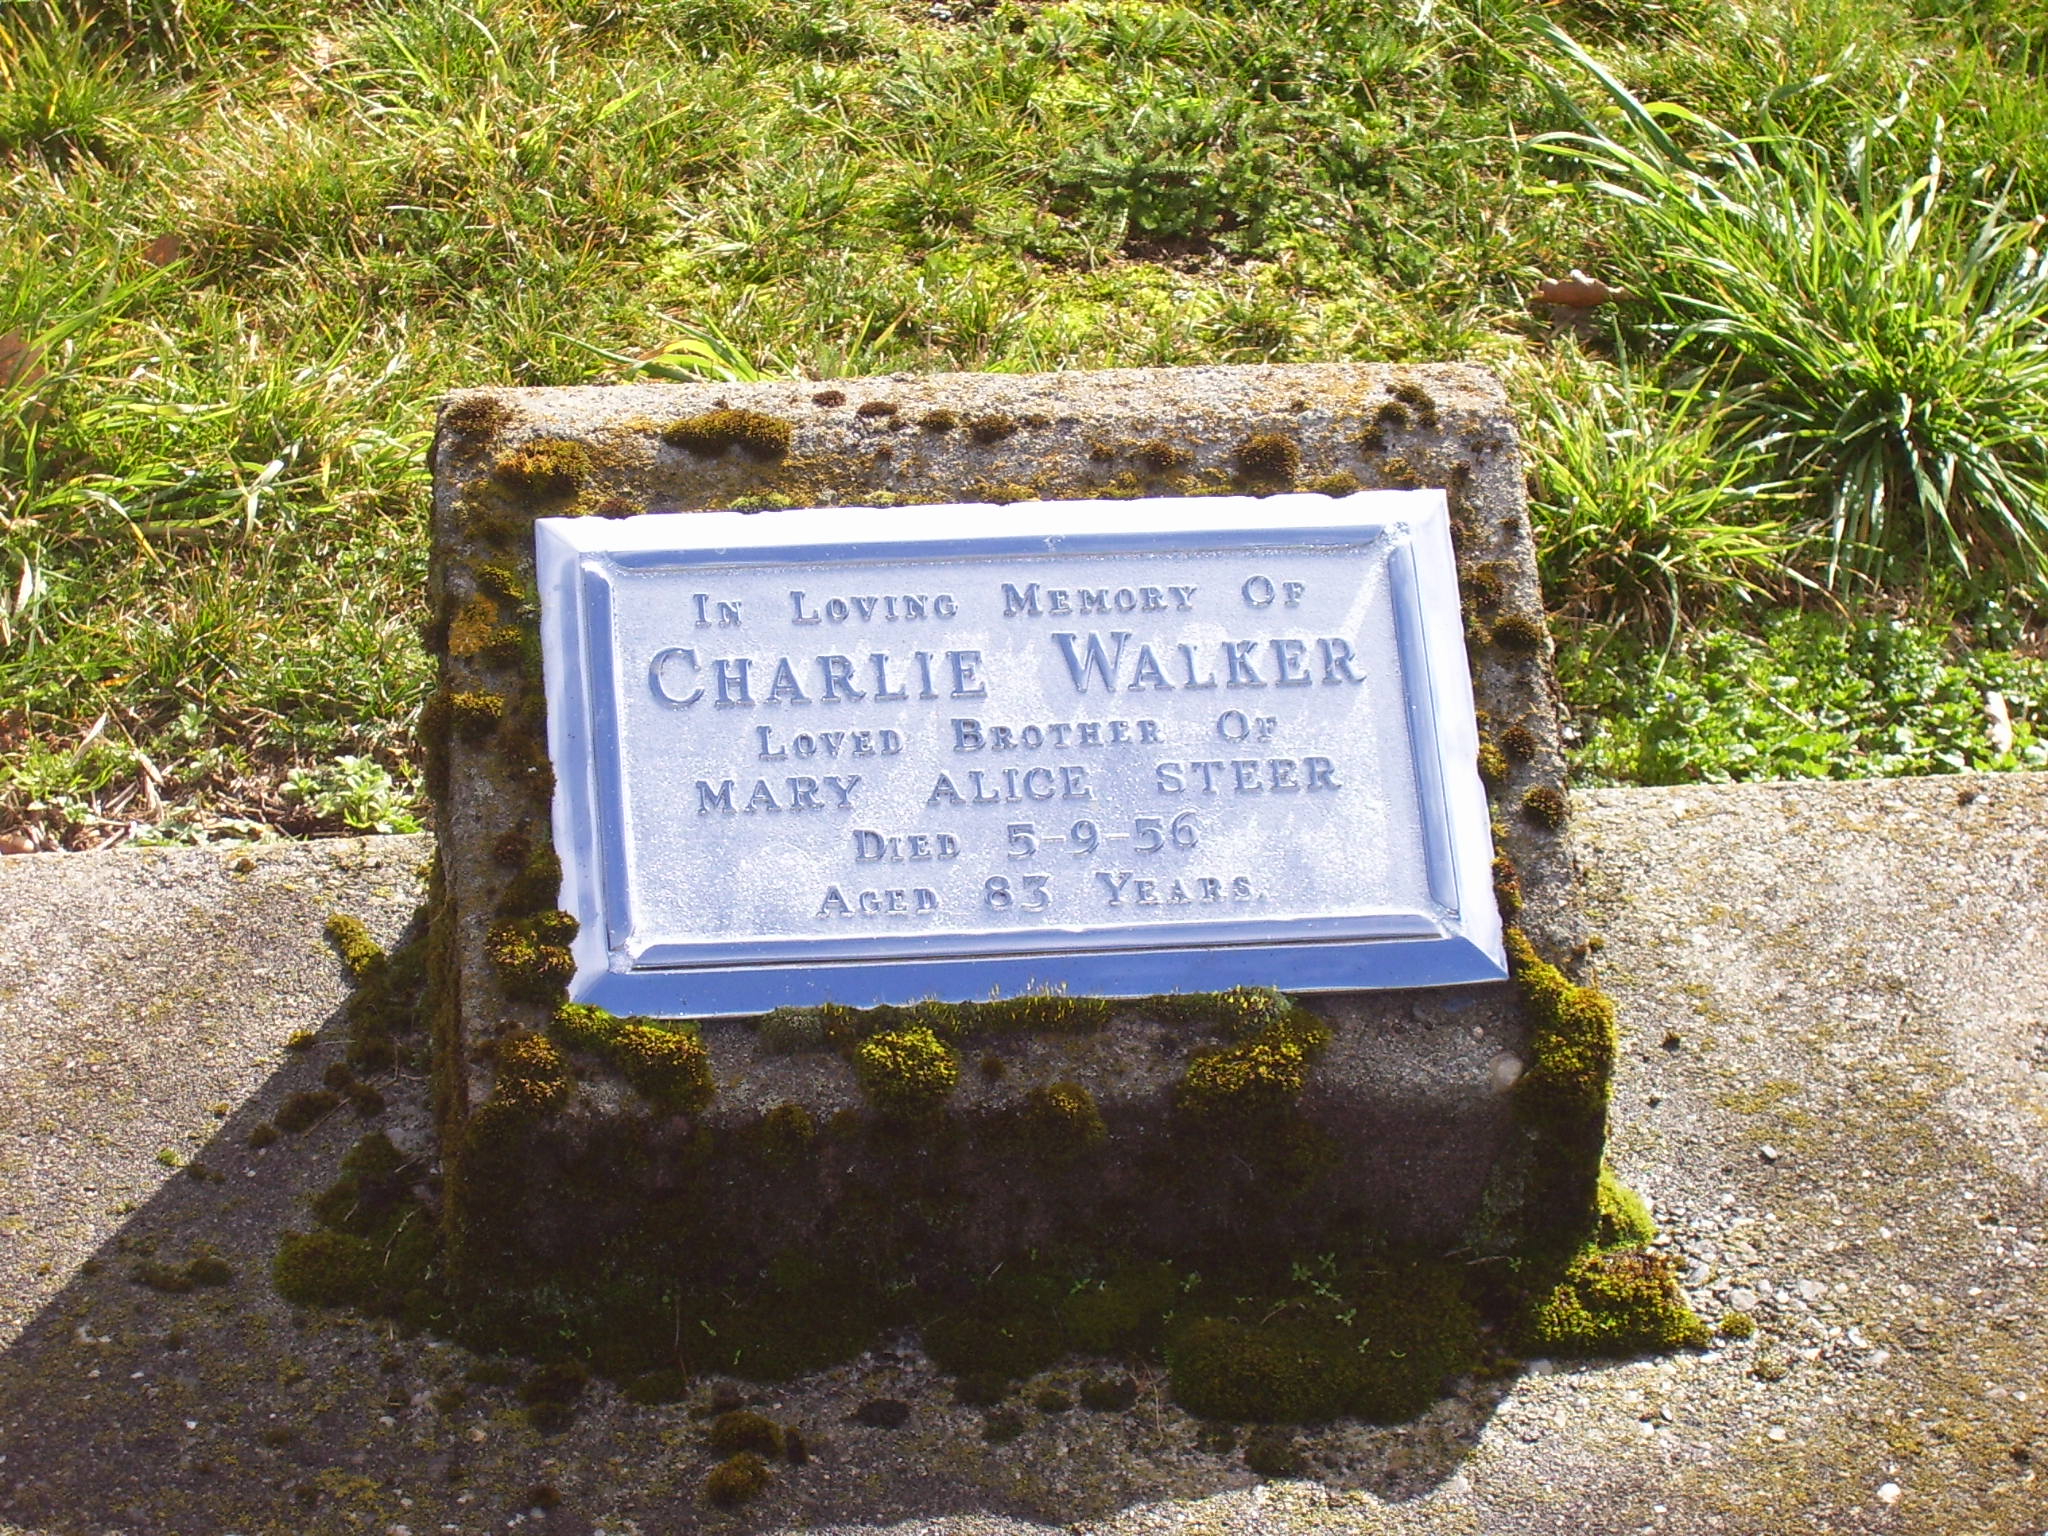 In Loving Memory Of
Charlie Walker
Loved Brother Of
MARY ALICE STEER
Died 5-9-56
Aged 83 Years.